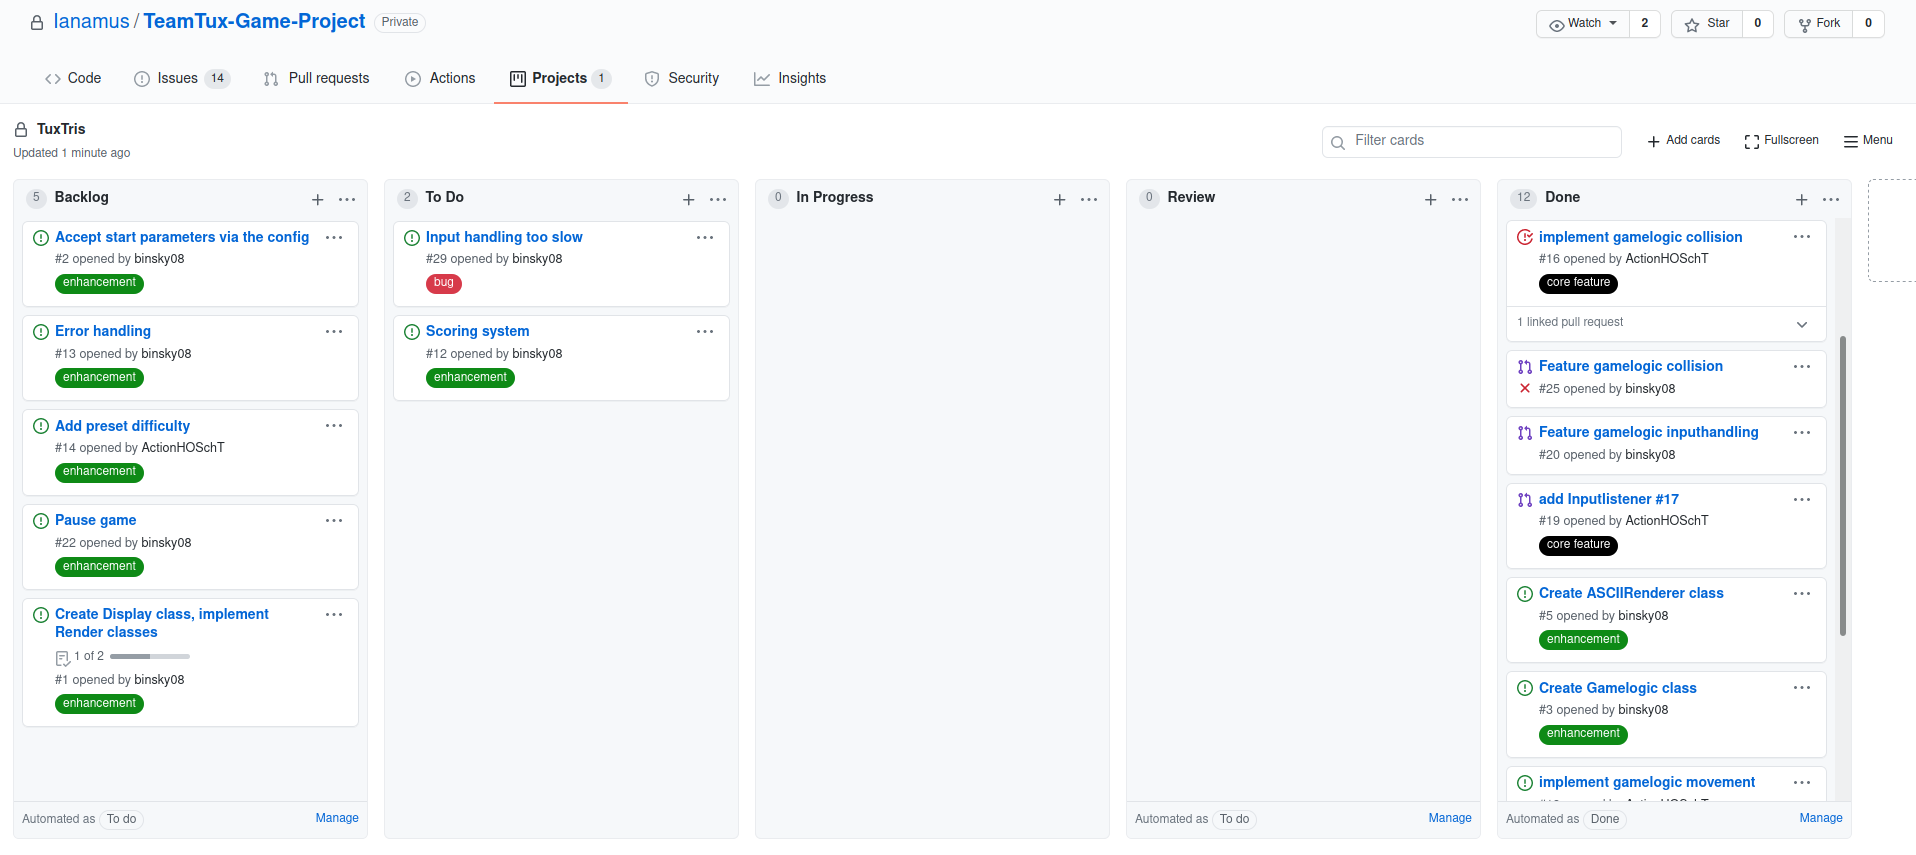 Ianamus / TeamTux-Game-Project Private
Watch 2 Star 0 Fork 0
Code Issues 14 Pull requests Actions Projects 1 Security Insights
TuxTris
Updated 1 minute ago
Filter cards
Add cards Fullscreen Menu
5 Backlog
Accept start parameters via the config
#2 opened by binsky08
enhancement
Error handling
#13 opened by binsky08
enhancement
Add preset difficulty
#14 opened by ActionHOSchT
enhancement
Pause game
#22 opened by binsky08
enhancement
Create Display class, implement
Render classes
1 of 2
#1 opened by binsky08
enhancement
Automated as To do Manage
2 To Do
Input handling too slow
#29 opened by binsky08
bug
Scoring system
#12 opened by binsky08
enhancement
0 In Progress
0 Review
Automated as To do Manage
12 Done
implement gamelogic collision
#16 opened by ActionHOSchT
core feature
1 linked pull request
Feature gamelogic collision
#25 opened by binsky08
Feature gamelogic inputhandling
#20 opened by binsky08
add Inputlistener #17
#19 opened by ActionHOSchT
core feature
Create ASCIIRenderer class
#5 opened by binsky08
enhancement
Create Gamelogic class
#3 opened by binsky08
enhancement
implement gamelogic movement
Automated as Done Manage